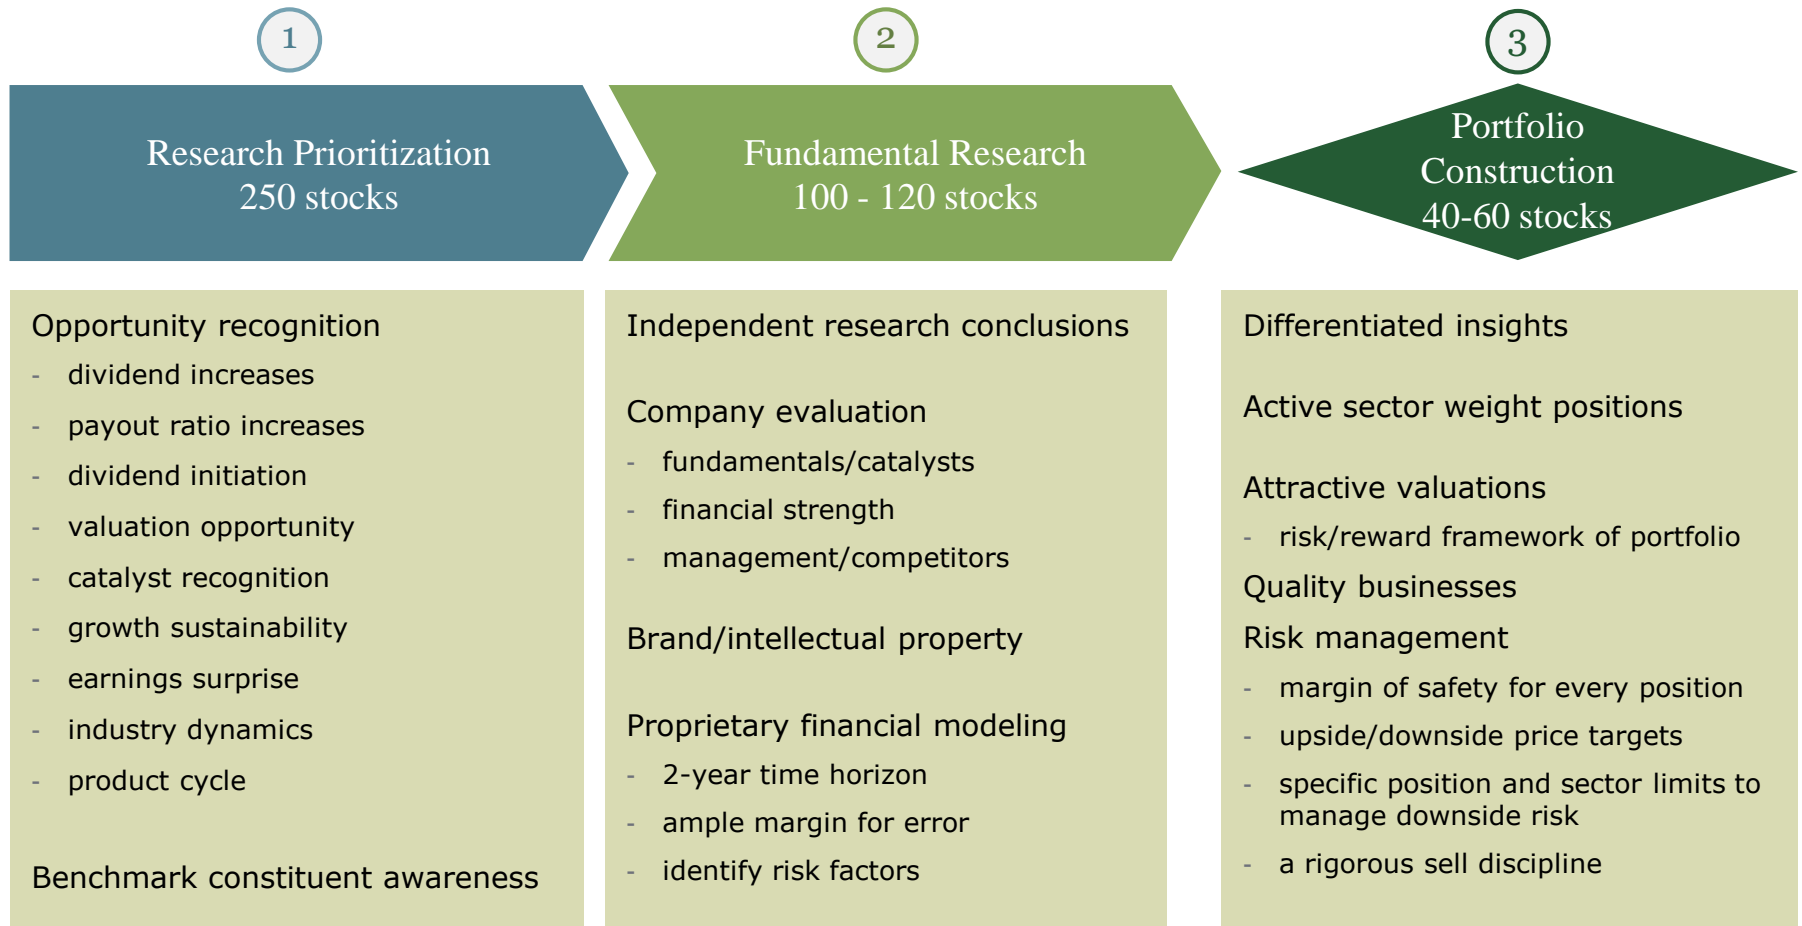 1
Research Prioritization
250 stocks
Opportunity recognition
- dividend increases
- payout ratio increases
- dividend initiation
- valuation opportunity
- catalyst recognition
- growth sustainability
- earnings surprise
- industry dynamics
- product cycle
Benchmark constituent awareness
2
Fundamental Research
100 - 120 stocks
Independent research conclusions
Company evaluation
- fundamentals/catalysts
- financial strength
- management/competitors
Brand/intellectual property
Proprietary financial modeling
- 2-year time horizon
- ample margin for error
- identify risk factors
3
Portfolio
Construction
40-60 stocks
Differentiated insights
Active sector weight positions
Attractive valuations
- risk/reward framework of portfolio
Quality businesses
Risk management
- margin of safety for every position
- upside/downside price targets
- specific position and sector limits to
manage downside risk
- a rigorous sell discipline